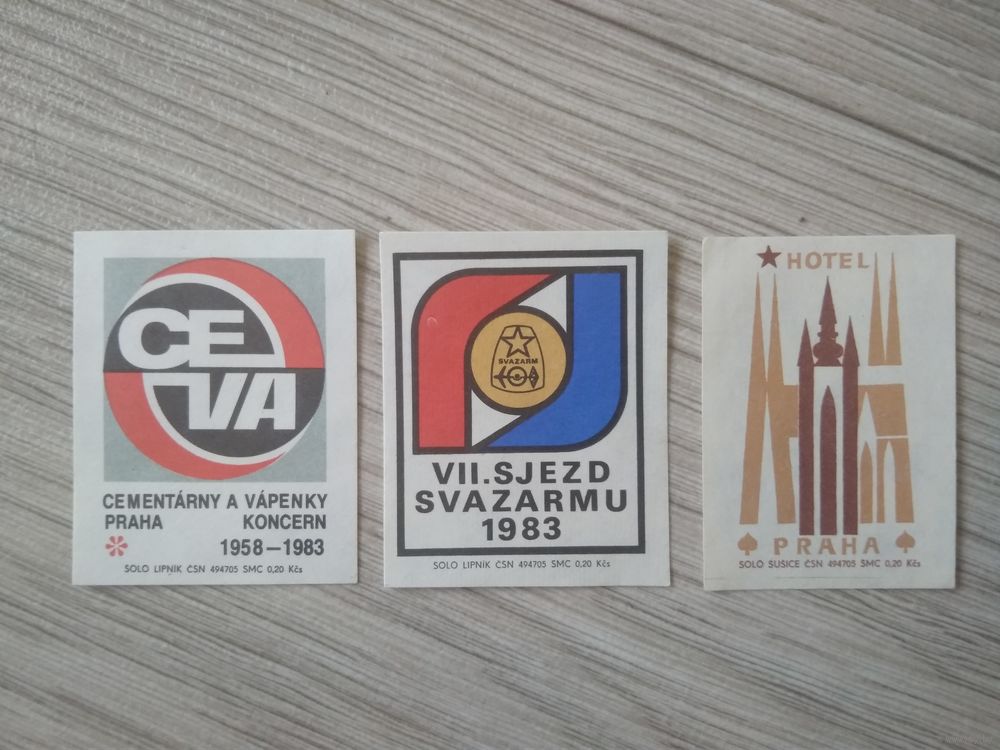 CE
VA
CEMENTÁRNY A VÁPENKY
PRAHA KONCERN
1958–1983
SOLO LIPNIK ČSN 494705 SMC 0,20 Kčs
SVAZARM
VII.SJEZD
SVAZARMU
1983
SOLO LIPNIK ČSN 494705 SMC 0,20 Kčs
HOTEL
PRAHA
SOLO SUSICE ČSN 494705 SMC 0,20 Kčs